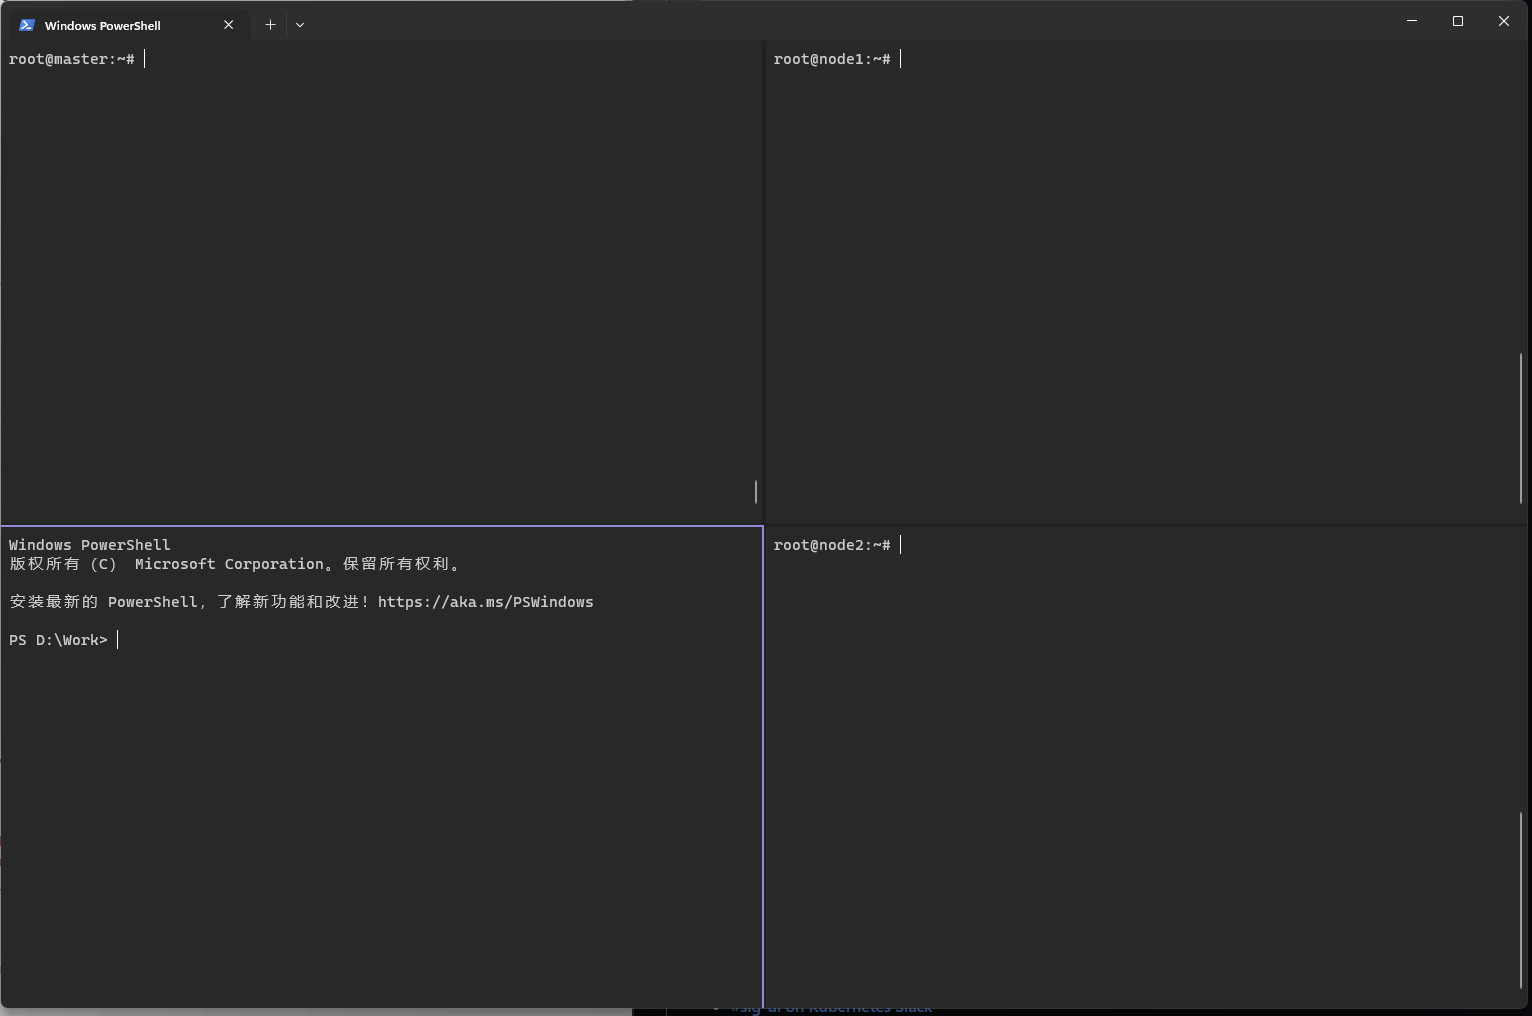 Windows PowerShell
root@master:~#
root@node1:~#
Windows PowerShell
版权所有 (C) Microsoft Corporation。保留所有权利。
安装最新的 PowerShell，了解新功能和改进！https://aka.ms/PSWindows
PS D:\Work>
root@node2:~#